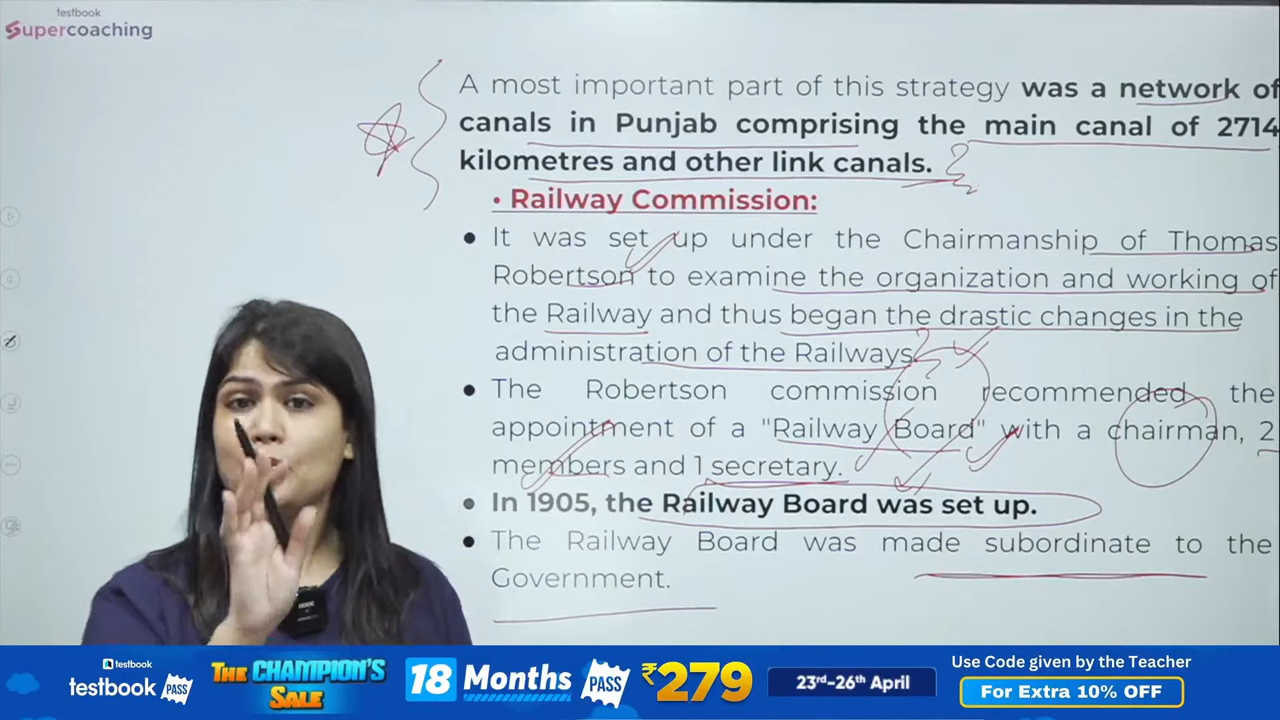 testbook
Supercoaching
A most important part of this strategy was a network of
canals in Punjab comprising the main canal of 2714
kilometres and other link canals.
• Railway Commission:
● It was set up under the Chairmanship of Thomas
Robertson to examine the organization and working of
the Railway and thus began the drastic changes in the
administration of the Railways.
● The Robertson commission recommended the
appointment of a "Railway Board" with a chairman, 2
members and 1 secretary.
● In 1905, the Railway Board was set up.
● The Railway Board was made subordinate to the
Government.
testbook
testbook PASS
THE CHAMPION'S
SALE
18 Months PASS ₹279
23rd-26th April
Use Code given by the Teacher
For Extra 10% OFF